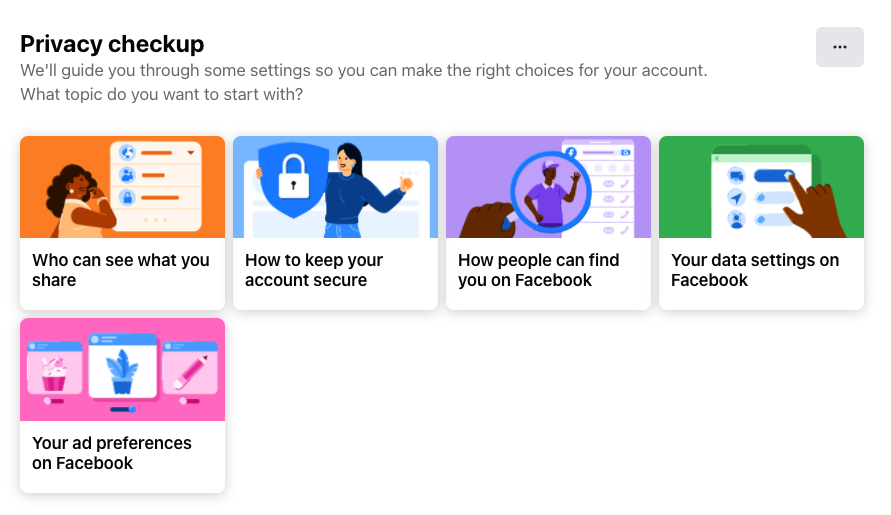 Privacy checkup
We'll guide you through some settings so you can make the right choices for your account.
What topic do you want to start with?
Who can see what you
share
How to keep your
account secure
How people can find
you on Facebook
Your data settings on
Facebook
Your ad preferences
on Facebook